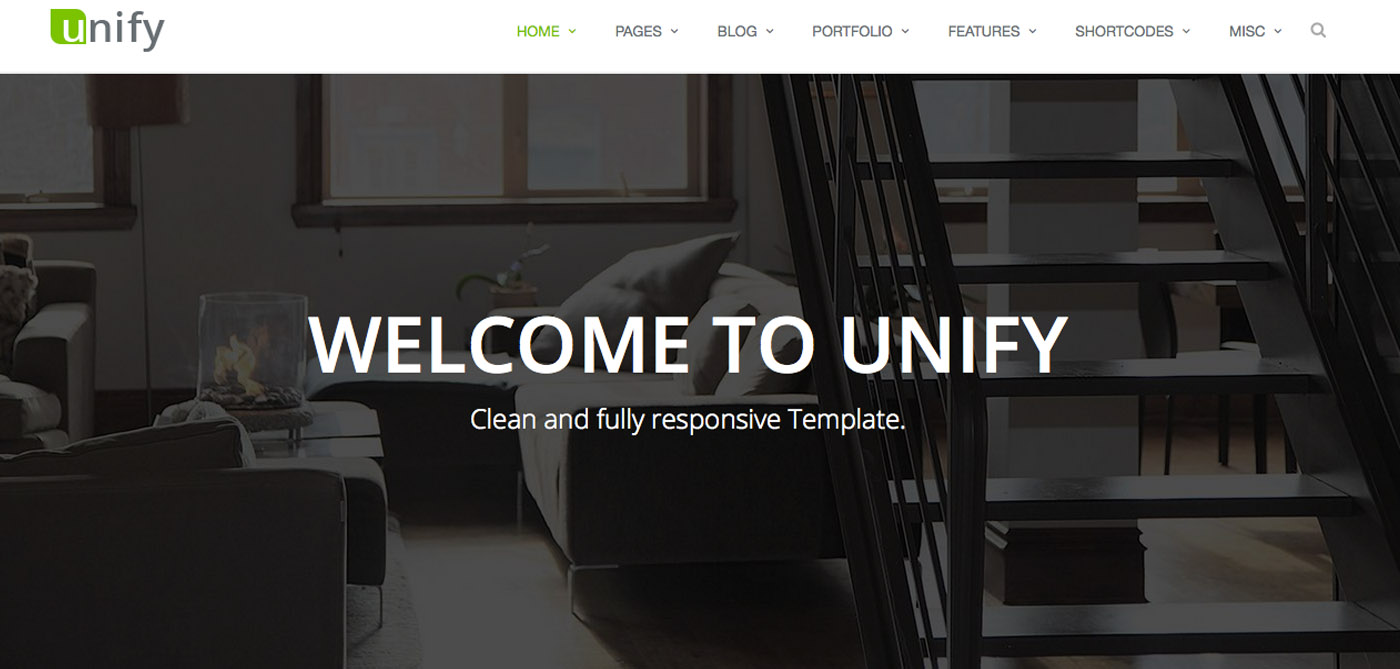 unify
HOME PAGES BLOG PORTFOLIO FEATURES SHORTCODES MISC
WELCOME TO UNIFY
Clean and fully responsive Template.